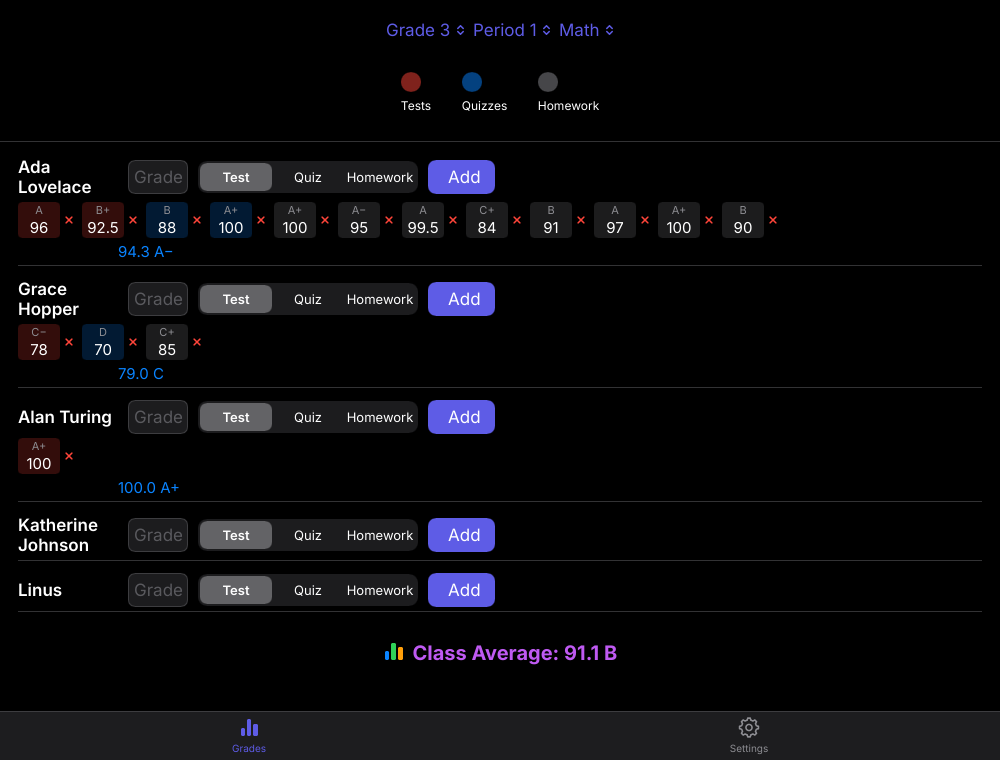 Grade 3 Period 1 Math
Tests Quizzes Homework
Ada
Lovelace
Grade Test Quiz Homework Add
A B+ B A+ A+ A− A C+ B A A+ B
96 × 92.5 × 88 × 100 × 100 × 95 × 99.5 × 84 × 91 × 97 × 100 × 90 ×
94.3 A−
Grace
Hopper
Grade Test Quiz Homework Add
C− D C+
78 × 70 × 85 ×
79.0 C
Alan Turing Grade Test Quiz Homework Add
A+
100 ×
100.0 A+
Katherine
Johnson
Grade Test Quiz Homework Add
Linus Grade Test Quiz Homework Add
Class Average: 91.1 B
Grades Settings